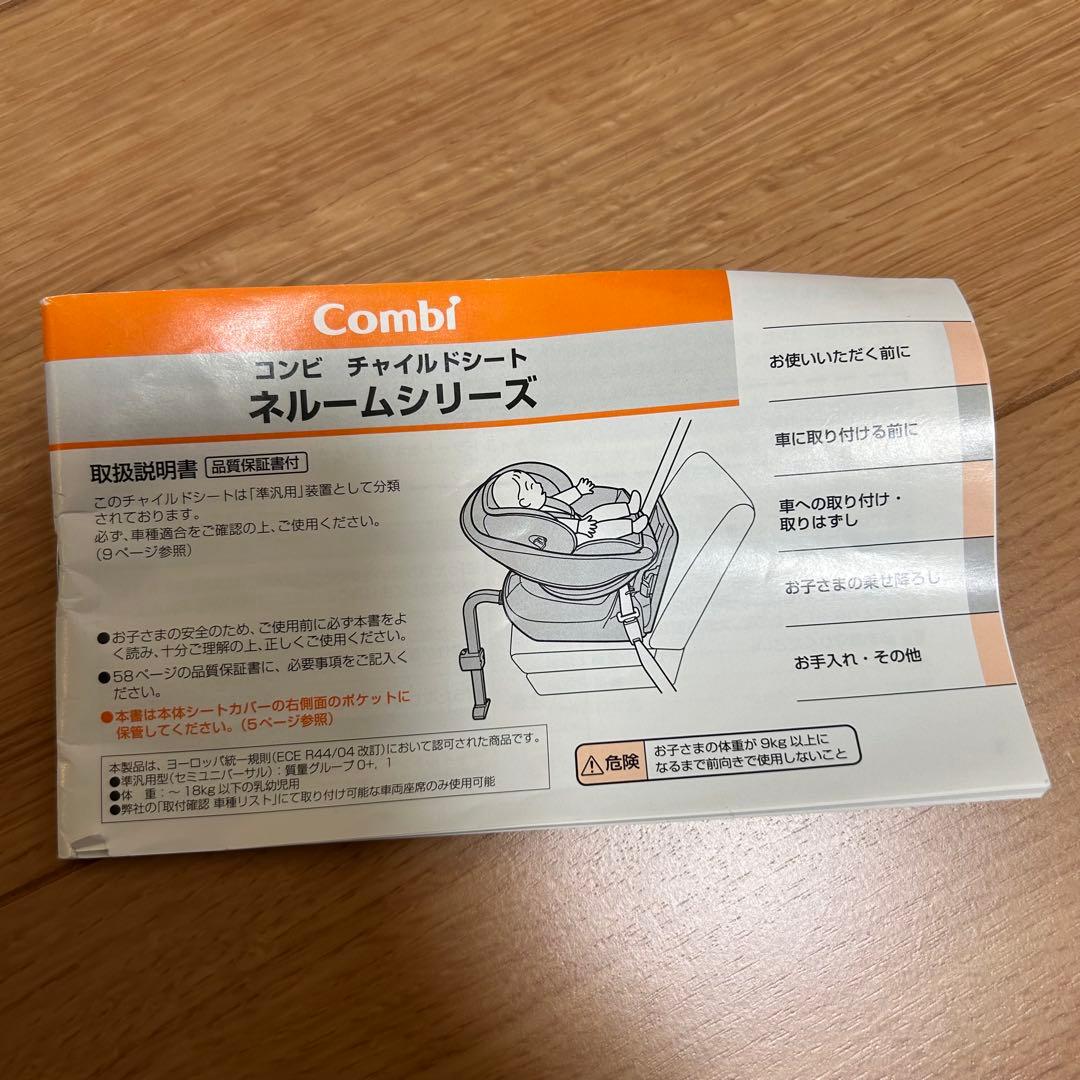 Combi
コンビ チャイルドシート
ネルームシリーズ
取扱説明書 品質保証書付
このチャイルドシートは「準汎用」装置として分類
されております。
必ず、車種適合をご確認の上、ご使用ください。
(9ページ参照)
●お子さまの安全のため、ご使用前に必ず本書をよ
く読み、十分ご理解の上、正しくご使用ください。
●58ページの品質保証書に、必要事項をご記入く
ださい。
●本書は本体シートカバーの右側面のポケットに
保管してください。(5ページ参照)
本製品は、ヨーロッパ統一規則(ECE R44/04 改訂)において認可された商品です。
●準汎用型(セミユニバーサル):質量グループ0+, 1
●体 重:～18kg以下の乳幼児用
●弊社の「取付確認 車種リスト」にて取り付け可能な車両座席のみ使用可能
危険
お子さまの体重が9kg以上に
なるまで前向きで使用しないこと
お使いいただく前に
車に取り付ける前に
車への取り付け・
取りはずし
お子さまの乗せ降ろし
お手入れ・その他